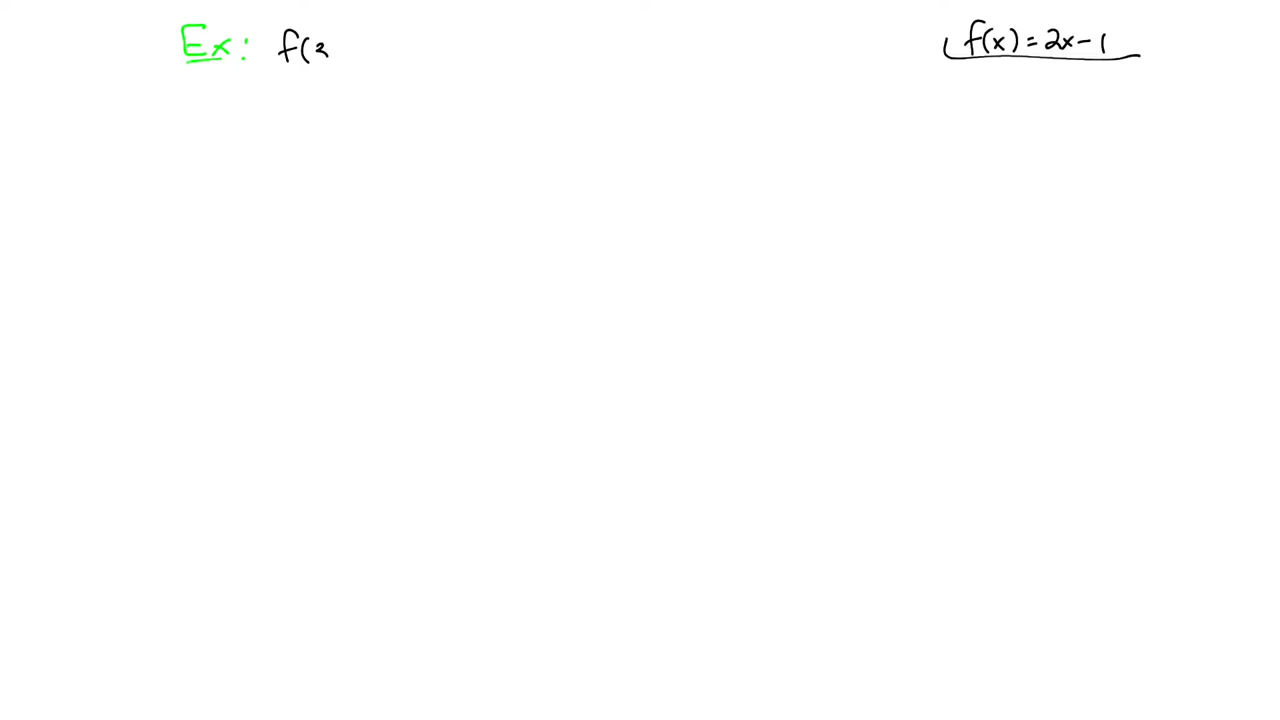 Ex: f(3
f(x) = 2x - 1